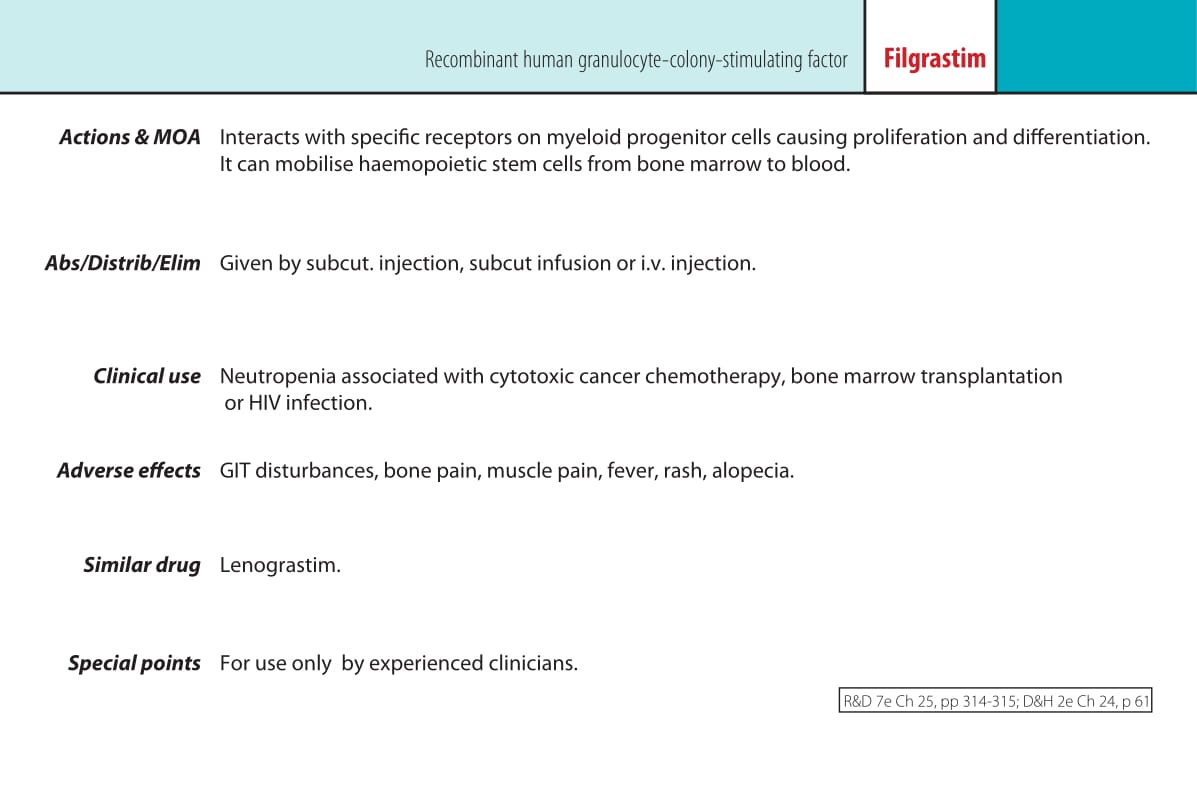 Recombinant human granulocyte-colony-stimulating factor Filgrastim
Actions & MOA Interacts with specific receptors on myeloid progenitor cells causing proliferation and differentiation.
It can mobilise haemopoietic stem cells from bone marrow to blood.
Abs/Distrib/Elim Given by subcut. injection, subcut infusion or i.v. injection.
Clinical use Neutropenia associated with cytotoxic cancer chemotherapy, bone marrow transplantation
or HIV infection.
Adverse effects GIT disturbances, bone pain, muscle pain, fever, rash, alopecia.
Similar drug Lenograstim.
Special points For use only by experienced clinicians.
R&D 7e Ch 25, pp 314-315; D&H 2e Ch 24, p 61